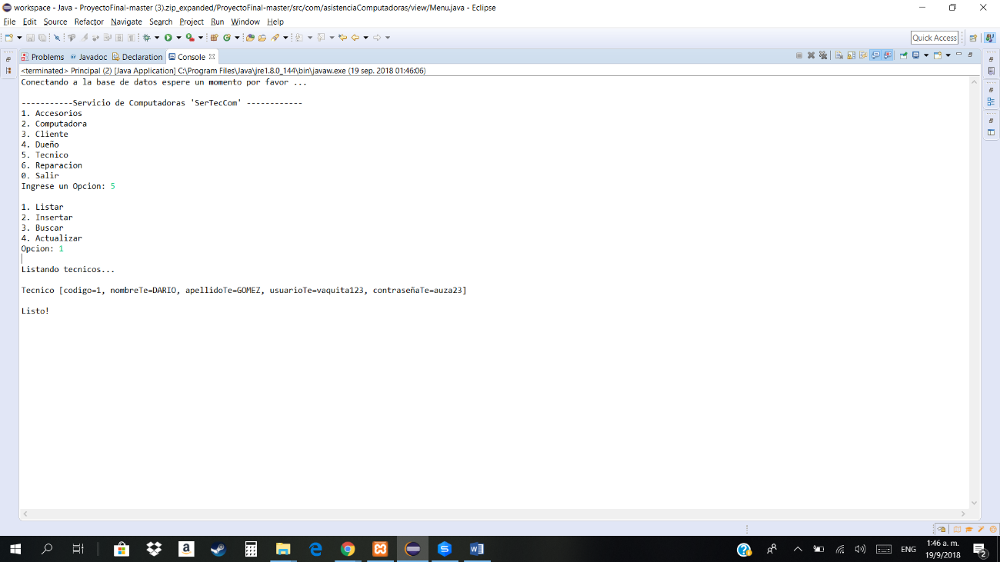 workspace - Java - ProyectoFinal-master (3).zip_expanded/ProyectoFinal-master/src/com/asistenciaComputadoras/view/Menu.java - Eclipse
File Edit Source Refactor Navigate Search Project Run Window Help
Quick Access
Problems Javadoc Declaration Console
<terminated> Principal (2) [Java Application] C:\Program Files\Java\jre1.8.0_144\bin\javaw.exe (19 sep. 2018 01:46:06)
Conectando a la base de datos espere un momento por favor ...
-----------Servicio de Computadoras 'SerTecCom' ------------
1. Accesorios
2. Computadora
3. Cliente
4. Dueño
5. Tecnico
6. Reparacion
0. Salir
Ingrese un Opcion: 5
1. Listar
2. Insertar
3. Buscar
4. Actualizar
Opcion: 1
Listando tecnicos...
Tecnico [codigo=1, nombreTe=DARIO, apellidoTe=GOMEZ, usuarioTe=vaquita123, contraseñaTe=auza23]
Listo!
ENG
1:46 a. m.
19/9/2018
2